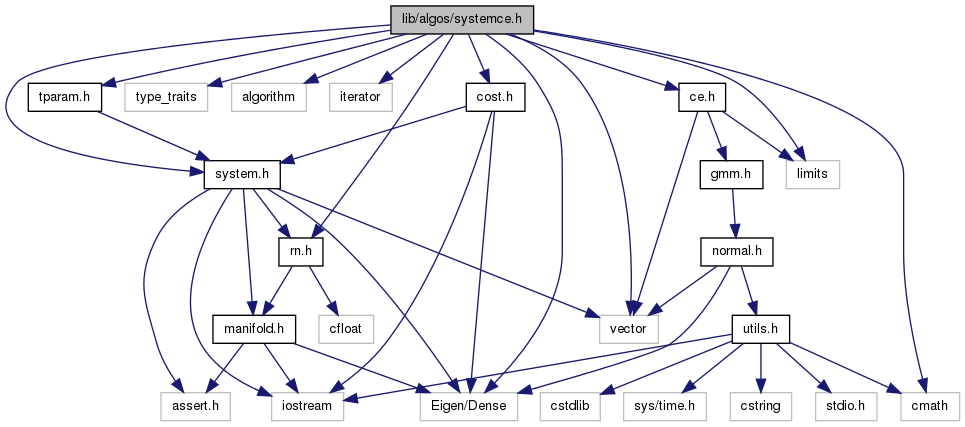 lib/algos/systemce.h
tparam.h
type_traits
algorithm
iterator
cost.h
ce.h
system.h
gmm.h
limits
rn.h
normal.h
manifold.h
cfloat
vector
utils.h
assert.h
iostream
Eigen/Dense
cstdlib
sys/time.h
cstring
stdio.h
cmath